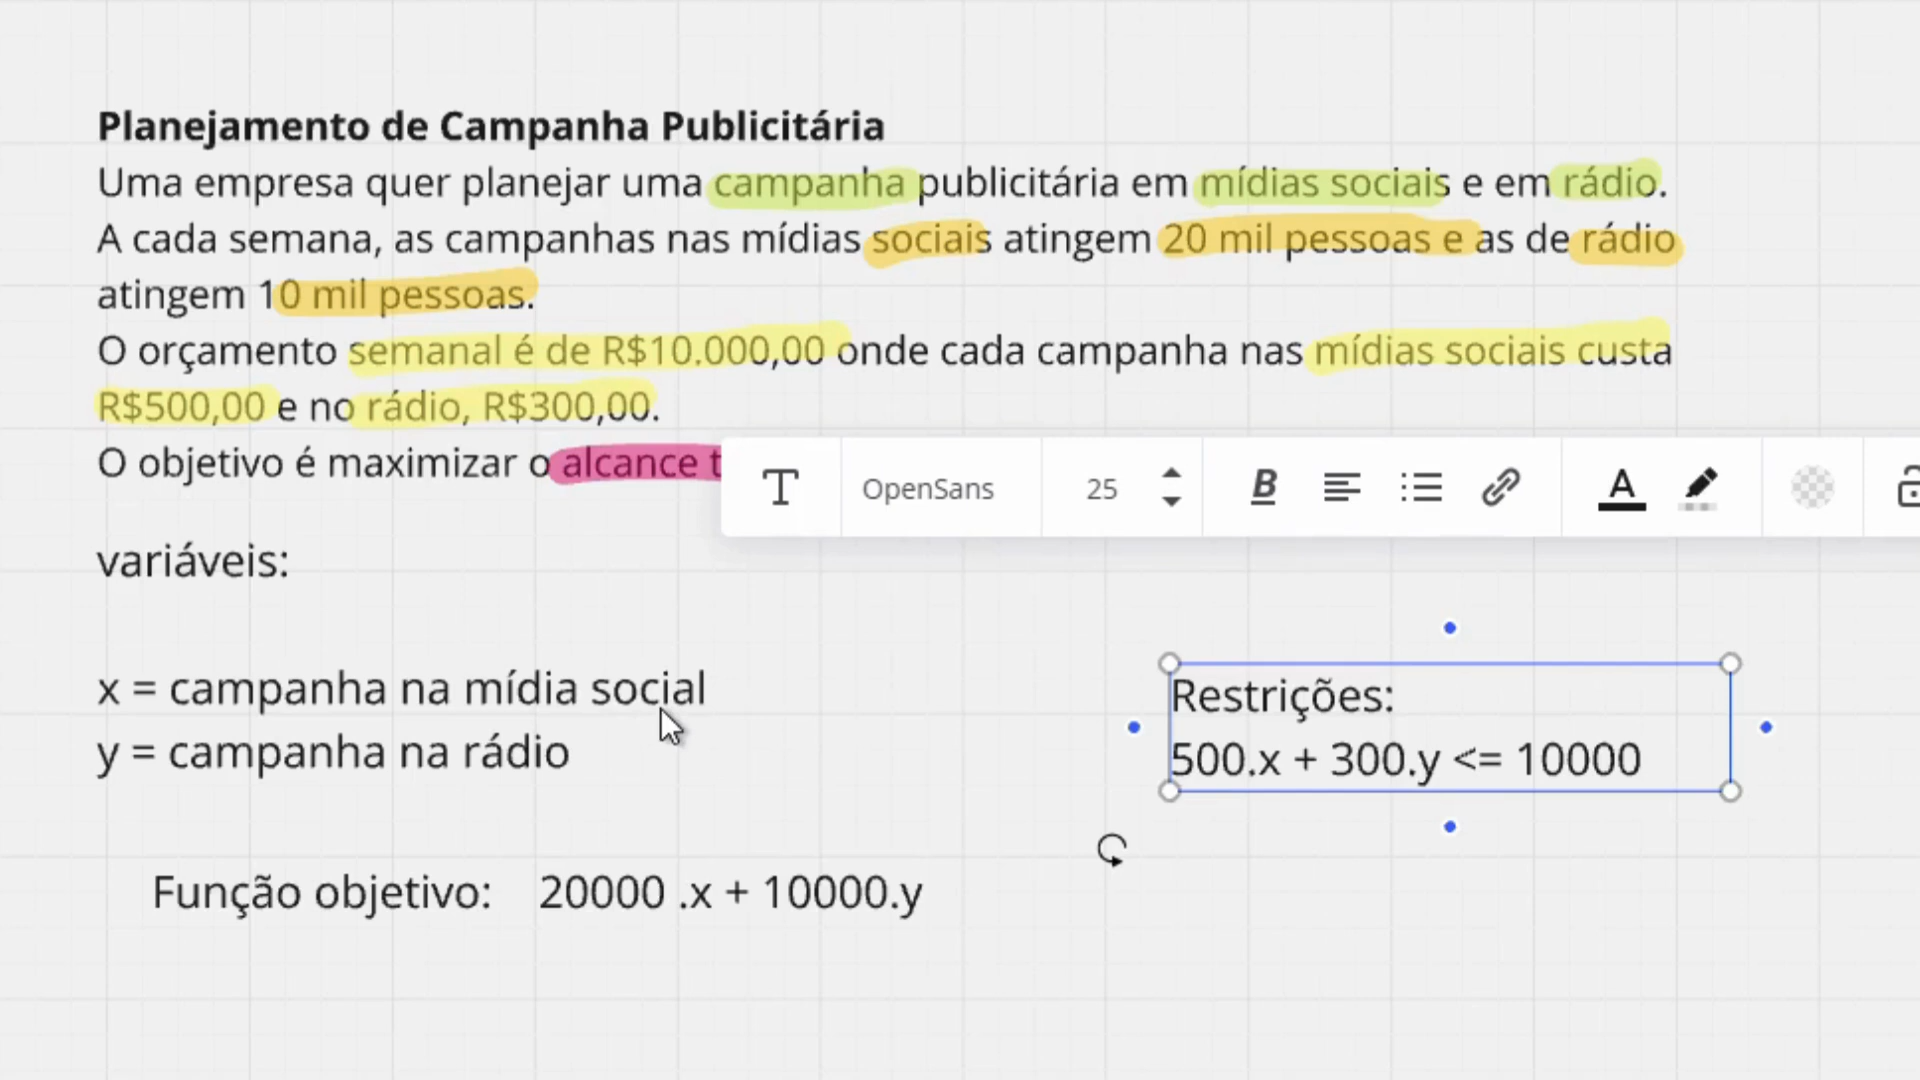 Planejamento de Campanha Publicitária
Uma empresa quer planejar uma campanha publicitária em mídias sociais e em rádio.
A cada semana, as campanhas nas mídias sociais atingem 20 mil pessoas e as de rádio
atingem 10 mil pessoas.
O orçamento semanal é de R$10.000,00 onde cada campanha nas mídias sociais custa
R$500,00 e no rádio, R$300,00.
O objetivo é maximizar o alcance
T OpenSans 25 B A
variáveis:
x = campanha na mídia social
y = campanha na rádio
Restrições:
500.x + 300.y <= 10000
Função objetivo: 20000 .x + 10000.y